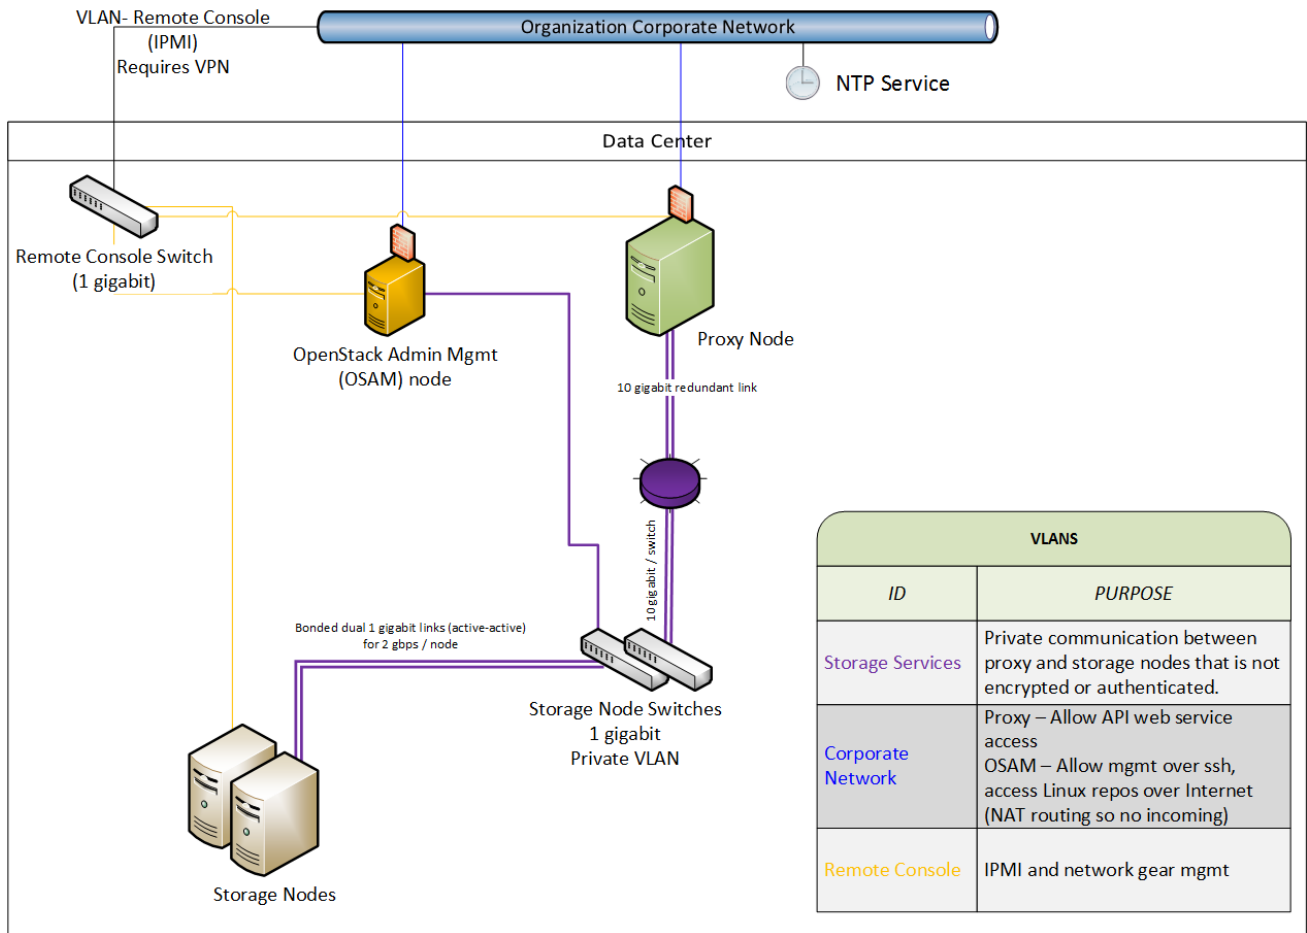 VLAN- Remote Console
(IPMI)
Requires VPN
Organization Corporate Network
NTP Service
Data Center
Remote Console Switch
(1 gigabit)
OpenStack Admin Mgmt
(OSAM) node
Proxy Node
10 gigabit redundant link
10 gigabit / switch
Bonded dual 1 gigabit links (active-active)
for 2 gbps / node
Storage Node Switches
1 gigabit
Private VLAN
Storage Nodes
VLANS
ID
PURPOSE
Storage Services
Private communication between
proxy and storage nodes that is not
encrypted or authenticated.
Corporate
Network
Proxy – Allow API web service
access
OSAM – Allow mgmt over ssh,
access Linux repos over Internet
(NAT routing so no incoming)
Remote Console
IPMI and network gear mgmt